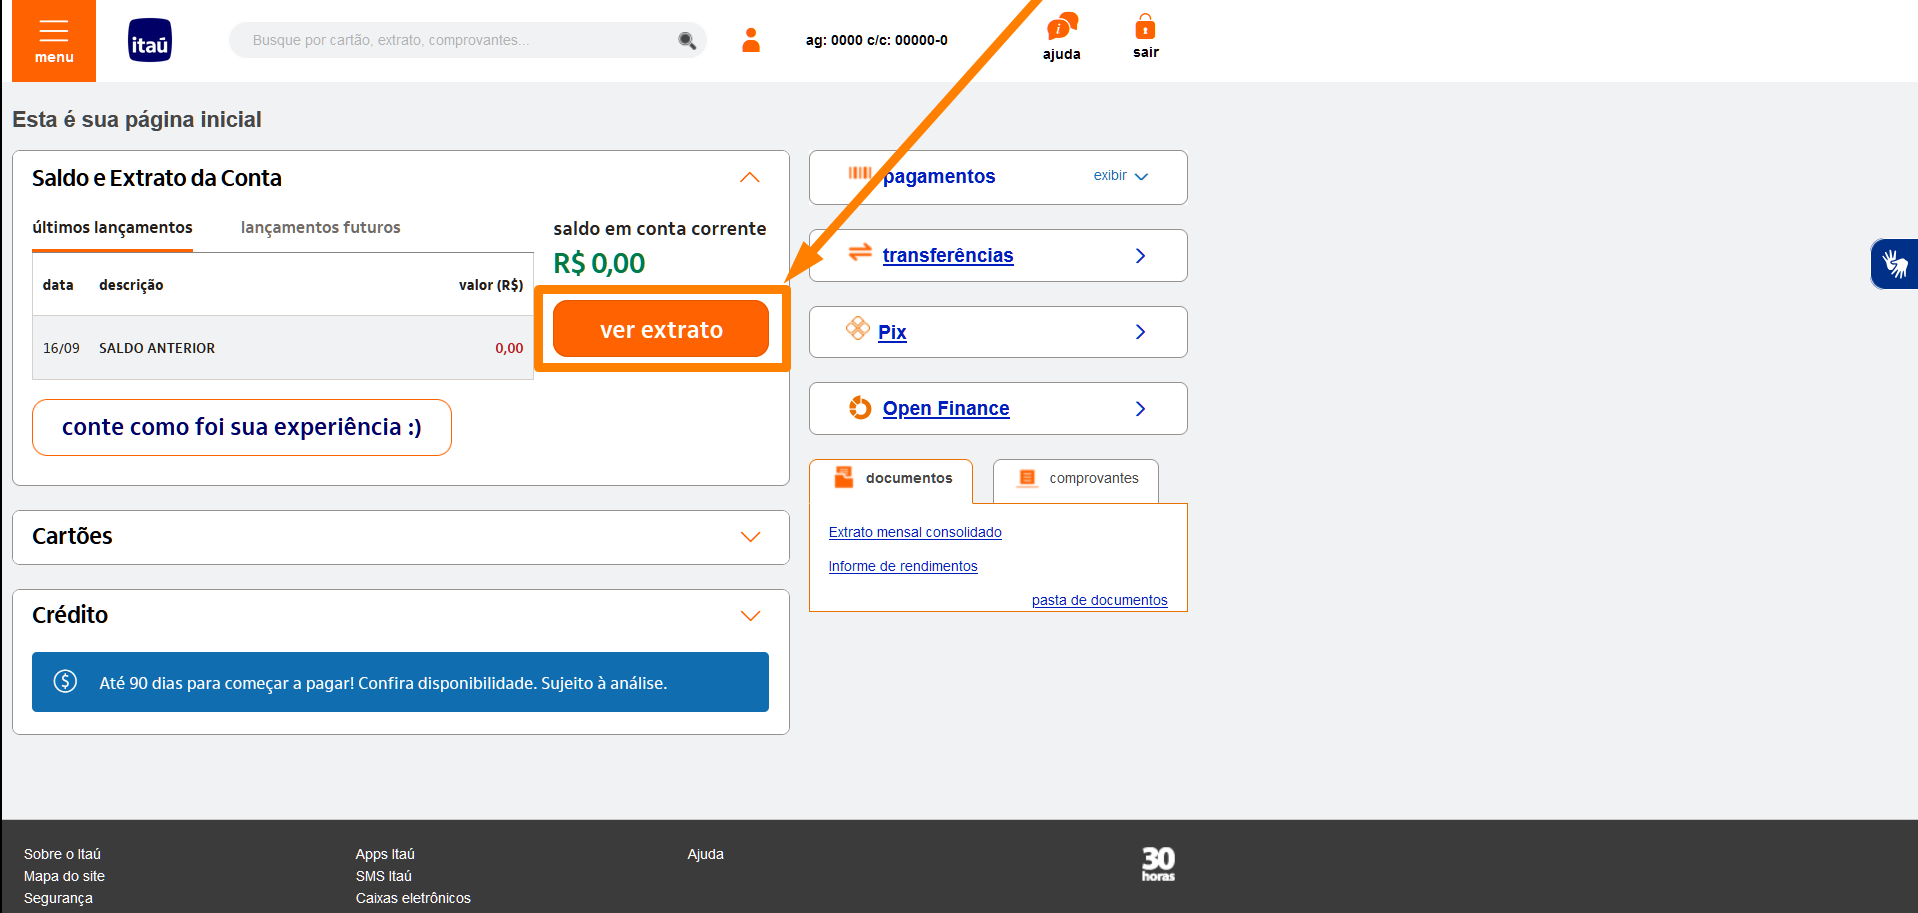 menu
itaú
Busque por cartão, extrato, comprovantes...
ag: 0000 c/c: 00000-0
ajuda
sair
Esta é sua página inicial
Saldo e Extrato da Conta
últimos lançamentos
lançamentos futuros
data descrição valor (R$)
16/09 SALDO ANTERIOR 0,00
saldo em conta corrente
R$ 0,00
ver extrato
conte como foi sua experiência :)
Cartões
Crédito
Até 90 dias para começar a pagar! Confira disponibilidade. Sujeito à análise.
pagamentos
exibir
transferências
Pix
Open Finance
documentos
comprovantes
Extrato mensal consolidado
Informe de rendimentos
pasta de documentos
Sobre o Itaú
Mapa do site
Segurança
Apps Itaú
SMS Itaú
Caixas eletrônicos
Ajuda
30
horas